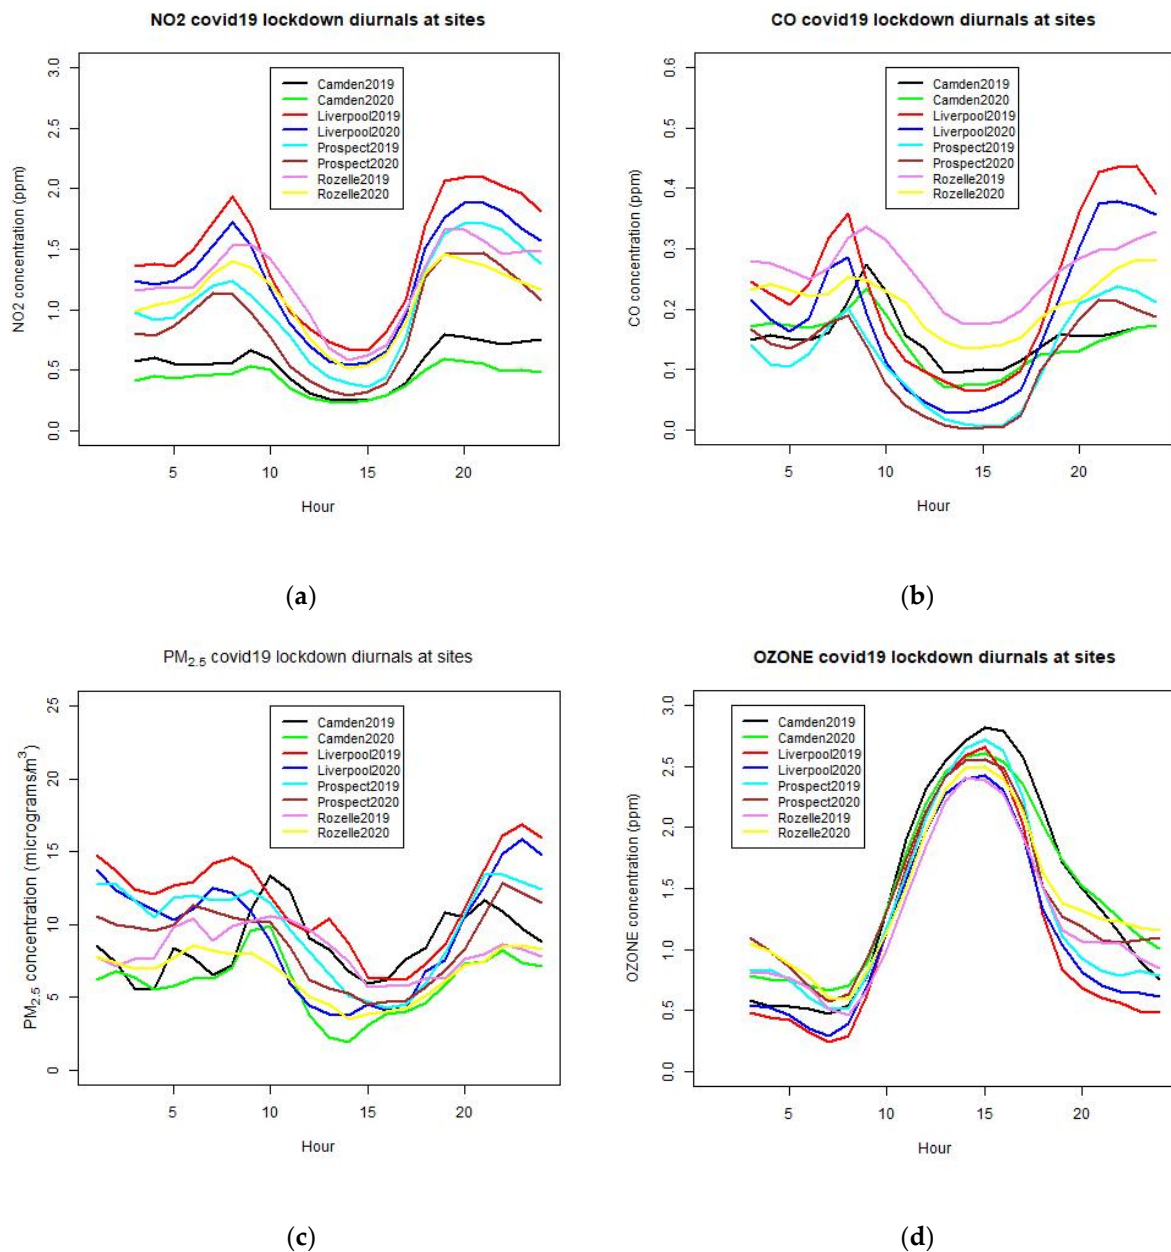 NO2 covid19 lockdown diurnals at sites
NO2 concentration (ppm)
3.0
2.5
2.0
1.5
1.0
0.5
0.0
Camden2019
Camden2020
Liverpool2019
Liverpool2020
Prospect2019
Prospect2020
Rozelle2019
Rozelle2020
5 10 15 20
Hour
(a)
CO covid19 lockdown diurnals at sites
CO concentration (ppm)
0.6
0.5
0.4
0.3
0.2
0.1
0.0
Camden2019
Camden2020
Liverpool2019
Liverpool2020
Prospect2019
Prospect2020
Rozelle2019
Rozelle2020
5 10 15 20
Hour
(b)
PM2.5 covid19 lockdown diurnals at sites
PM2.5 concentration (micrograms/m3)
25
20
15
10
5
0
Camden2019
Camden2020
Liverpool2019
Liverpool2020
Prospect2019
Prospect2020
Rozelle2019
Rozelle2020
5 10 15 20
Hour
(c)
OZONE covid19 lockdown diurnals at sites
OZONE concentration (ppm)
3.0
2.5
2.0
1.5
1.0
0.5
0.0
Camden2019
Camden2020
Liverpool2019
Liverpool2020
Prospect2019
Prospect2020
Rozelle2019
Rozelle2020
5 10 15 20
Hour
(d)